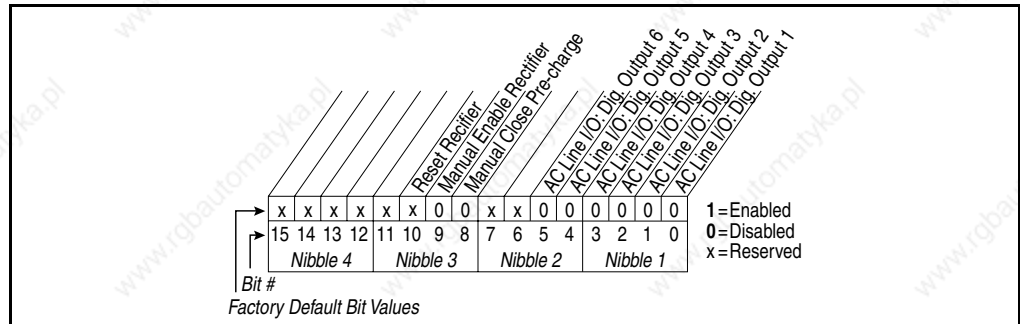 Reset Rectifier
Manual Enable Rectifier
Manual Close Pre-charge
AC Line I/O: Dig. Output 6
AC Line I/O: Dig. Output 5
AC Line I/O: Dig. Output 4
AC Line I/O: Dig. Output 3
AC Line I/O: Dig. Output 2
AC Line I/O: Dig. Output 1
x x x x x x 0 0 x x 0 0 0 0 0 0
15 14 13 12 11 10 9 8 7 6 5 4 3 2 1 0
Nibble 4 Nibble 3 Nibble 2 Nibble 1
1=Enabled
0=Disabled
x=Reserved
Bit #
Factory Default Bit Values
www.rgbautomatyka.pl